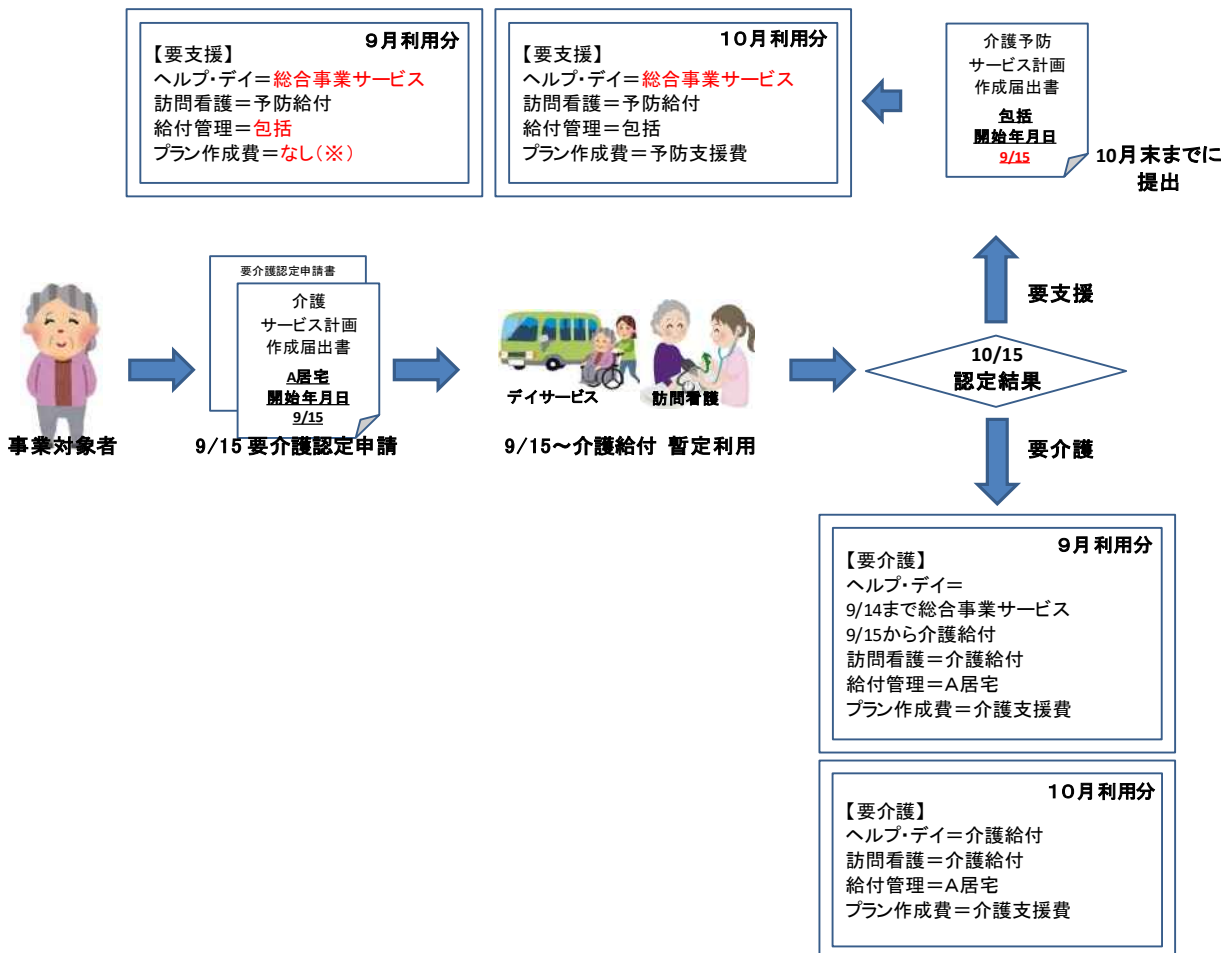 ９月利用分
【要支援】
ヘルプ・デイ＝総合事業サービス
訪問看護＝予防給付
給付管理＝包括
プラン作成費＝なし（※）
１０月利用分
【要支援】
ヘルプ・デイ＝総合事業サービス
訪問看護＝予防給付
給付管理＝包括
プラン作成費＝予防支援費
介護予防
サービス計画
作成届出書
包括
開始年月日
9/15
10月末までに
提出
要介護認定申請書
介護
サービス計画
作成届出書
A居宅
開始年月日
9/15
デイサービス
訪問看護
要支援
10/15
認定結果
事業対象者
9/15 要介護認定申請
9/15～介護給付 暫定利用
要介護
９月利用分
【要介護】
ヘルプ・デイ＝
9/14まで総合事業サービス
9/15から介護給付
訪問看護＝介護給付
給付管理＝A居宅
プラン作成費＝介護支援費
１０月利用分
【要介護】
ヘルプ・デイ＝介護給付
訪問看護＝介護給付
給付管理＝A居宅
プラン作成費＝介護支援費